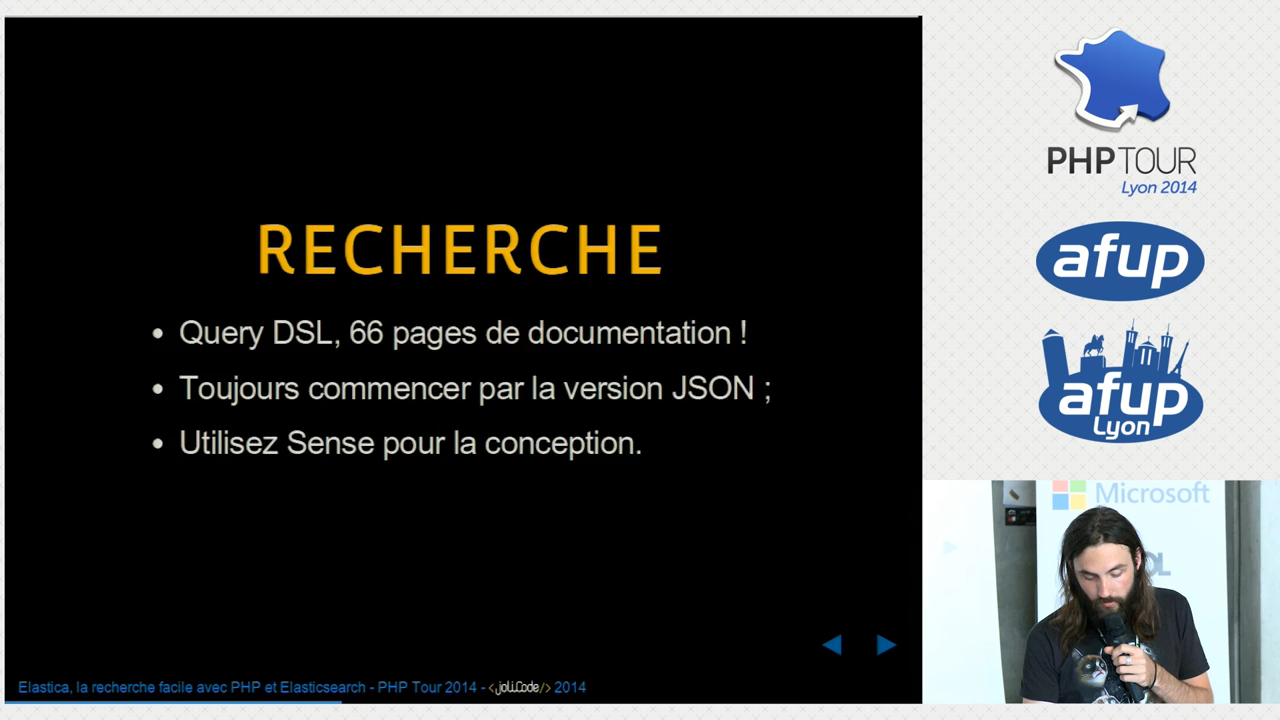 RECHERCHE
Query DSL, 66 pages de documentation !
Toujours commencer par la version JSON ;
Utilisez Sense pour la conception.
Elastica, la recherche facile avec PHP et Elasticsearch - PHP Tour 2014 - <joliCode/> 2014
PHP TOUR
Lyon 2014
afup
afup
Lyon
Microsoft